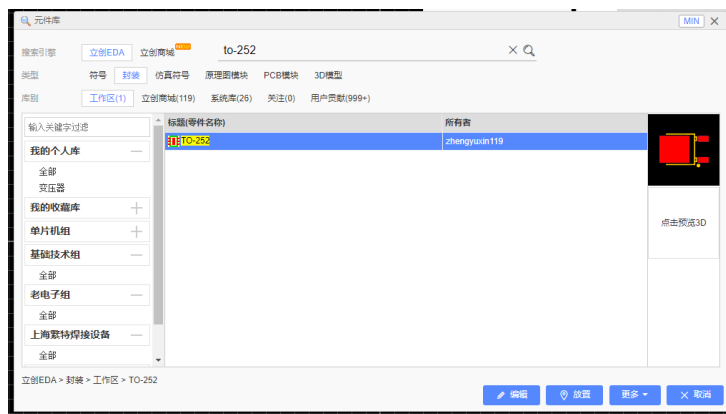 元件库 MIN
搜索引擎 立创EDA 立创商城 to-252
类型 符号 封装 仿真符号 原理图模块 PCB模块 3D模型
库别 工作区(1) 立创商城(119) 系统库(26) 关注(0) 用户贡献(999+)
输入关键字过滤 标题(零件名称) 所有者
TO-252 zhengyuxin119
我的个人库
全部
变压器
我的收藏库
单片机组
点击预览3D
基础技术组
全部
老电子组
全部
上海繁特焊接设备
全部
立创EDA > 封装 > 工作区 > TO-252
编辑 放置 更多 取消